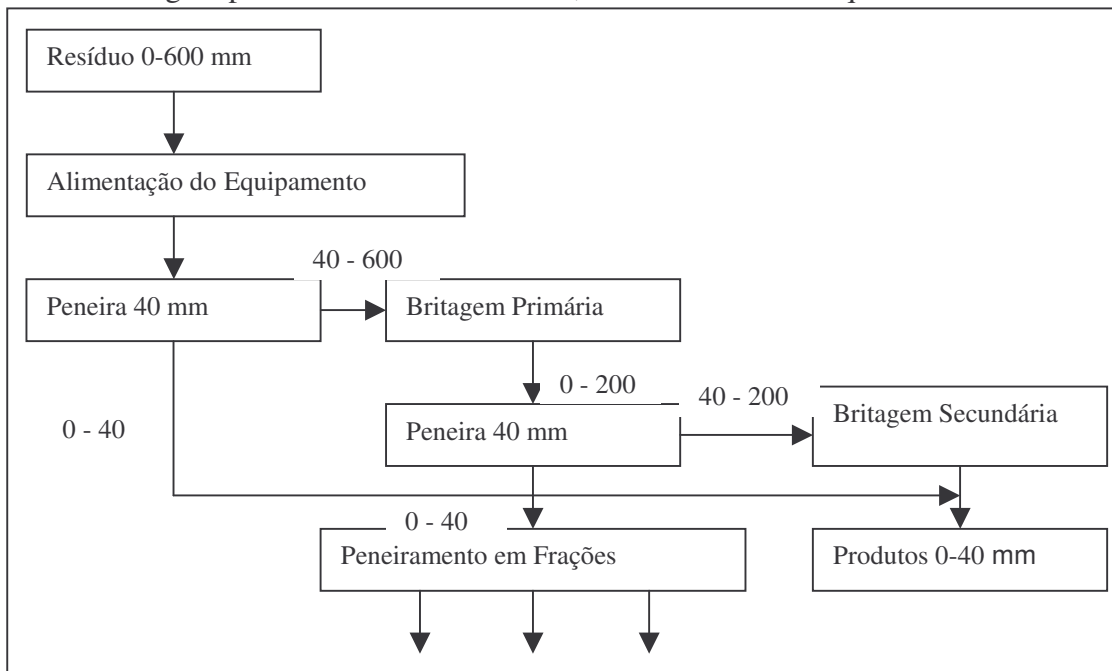 Resíduo 0-600 mm
Alimentação do Equipamento
40 - 600
Peneira 40 mm
Britagem Primária
0 - 200
40 - 200
Britagem Secundária
0 - 40
Peneira 40 mm
0 - 40
Peneiramento em Frações
Produtos 0-40 mm